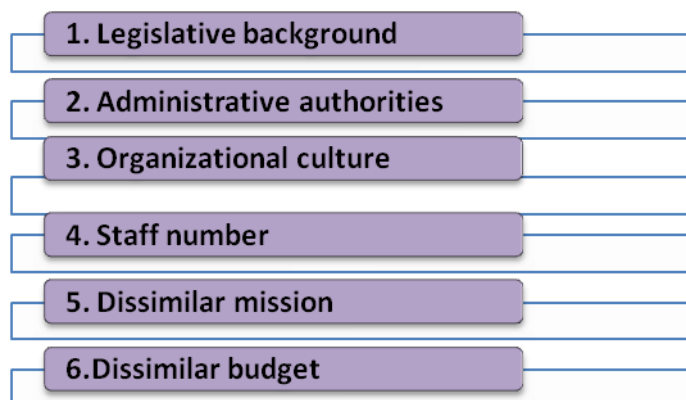 1. Legislative background
2. Administrative authorities
3. Organizational culture
4. Staff number
5. Dissimilar mission
6.Dissimilar budget